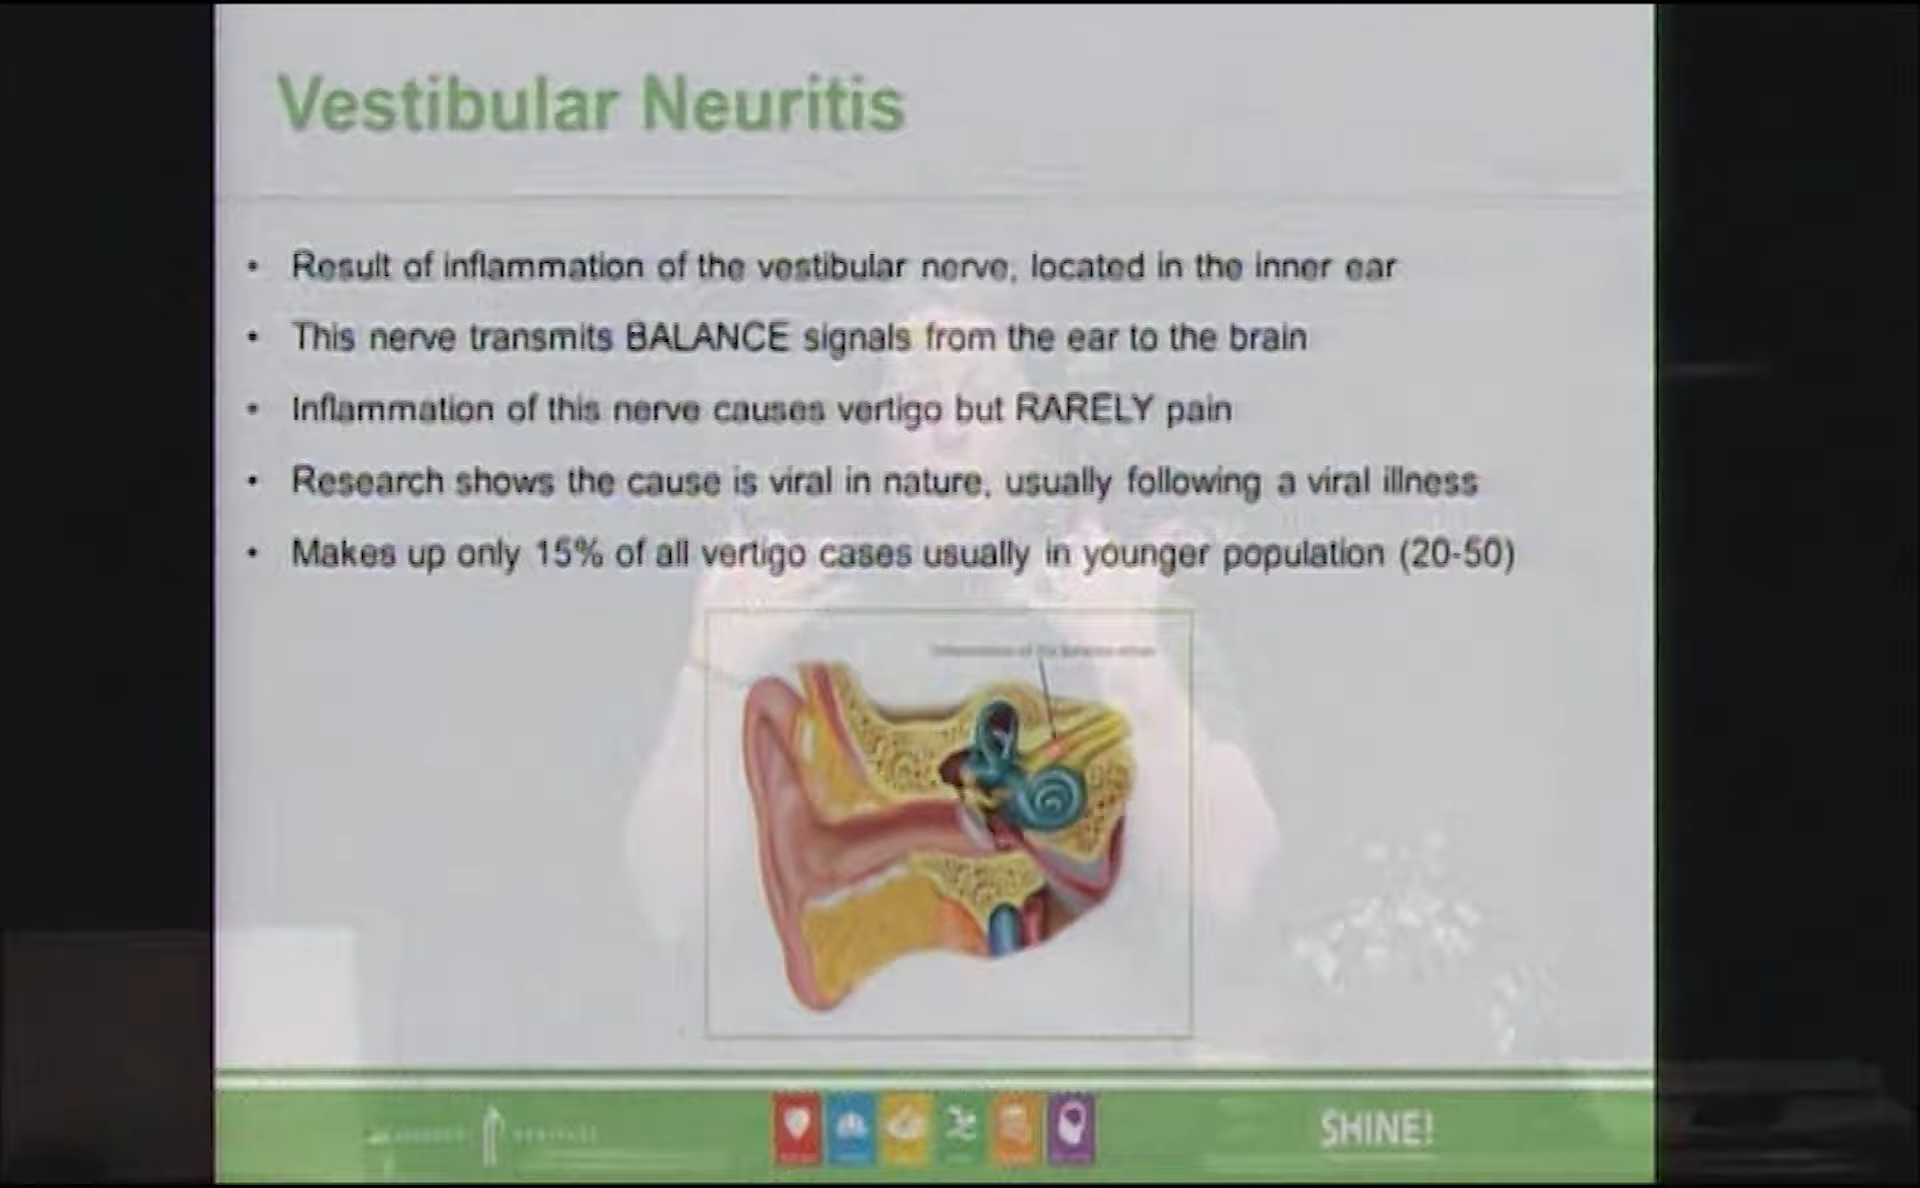 Vestibular Neuritis
• Result of inflammation of the vestibular nerve, located in the inner ear
• This nerve transmits BALANCE signals from the ear to the brain
• Inflammation of this nerve causes vertigo but RARELY pain
• Research shows the cause is viral in nature, usually following a viral illness
• Makes up only 15% of all vertigo cases usually in younger population (20-50)
SHINE!